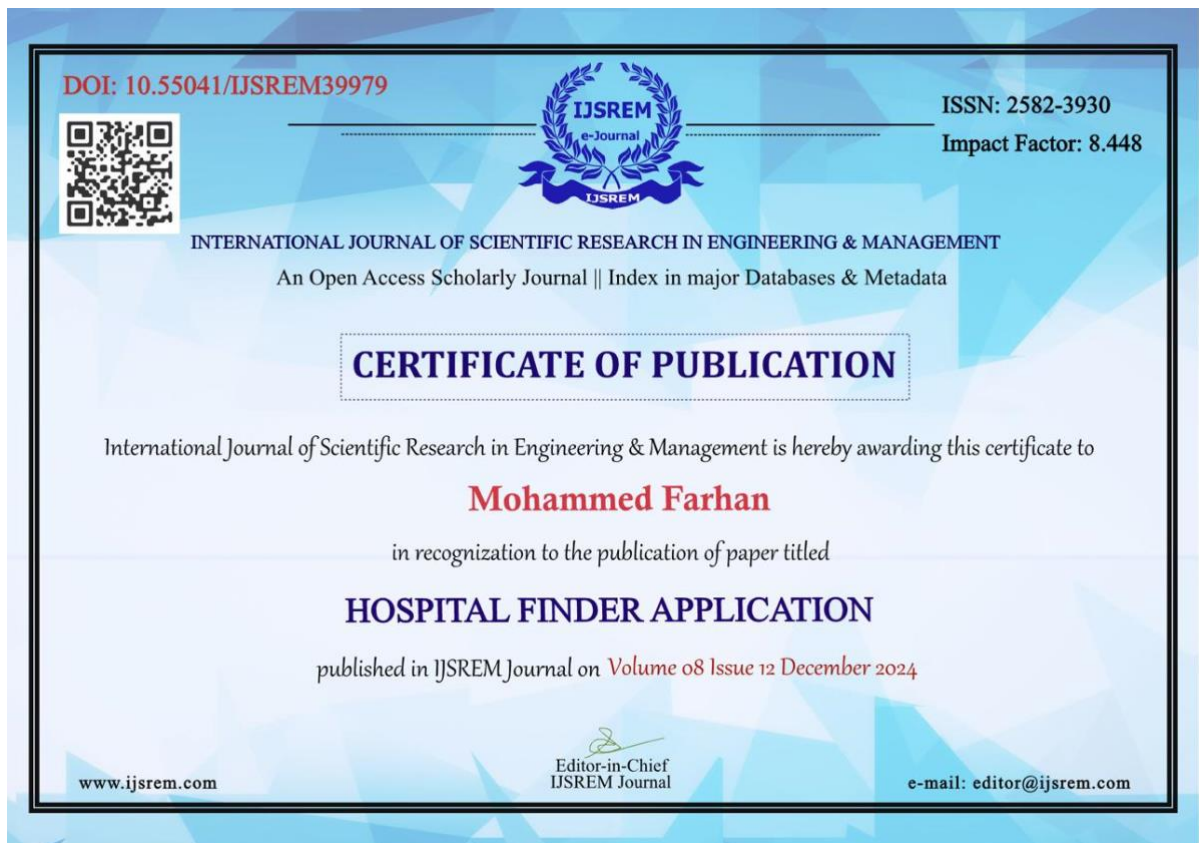 DOI: 10.55041/IJSREM39979
ISSN: 2582-3930
Impact Factor: 8.448
IJSREM
e-Journal
IJSREM
INTERNATIONAL JOURNAL OF SCIENTIFIC RESEARCH IN ENGINEERING & MANAGEMENT
An Open Access Scholarly Journal || Index in major Databases & Metadata
CERTIFICATE OF PUBLICATION
International Journal of Scientific Research in Engineering & Management is hereby awarding this certificate to
Mohammed Farhan
in recognization to the publication of paper titled
HOSPITAL FINDER APPLICATION
published in IJSREM Journal on Volume 08 Issue 12 December 2024
Editor-in-Chief
IJSREM Journal
www.ijsrem.com
e-mail: editor@ijsrem.com